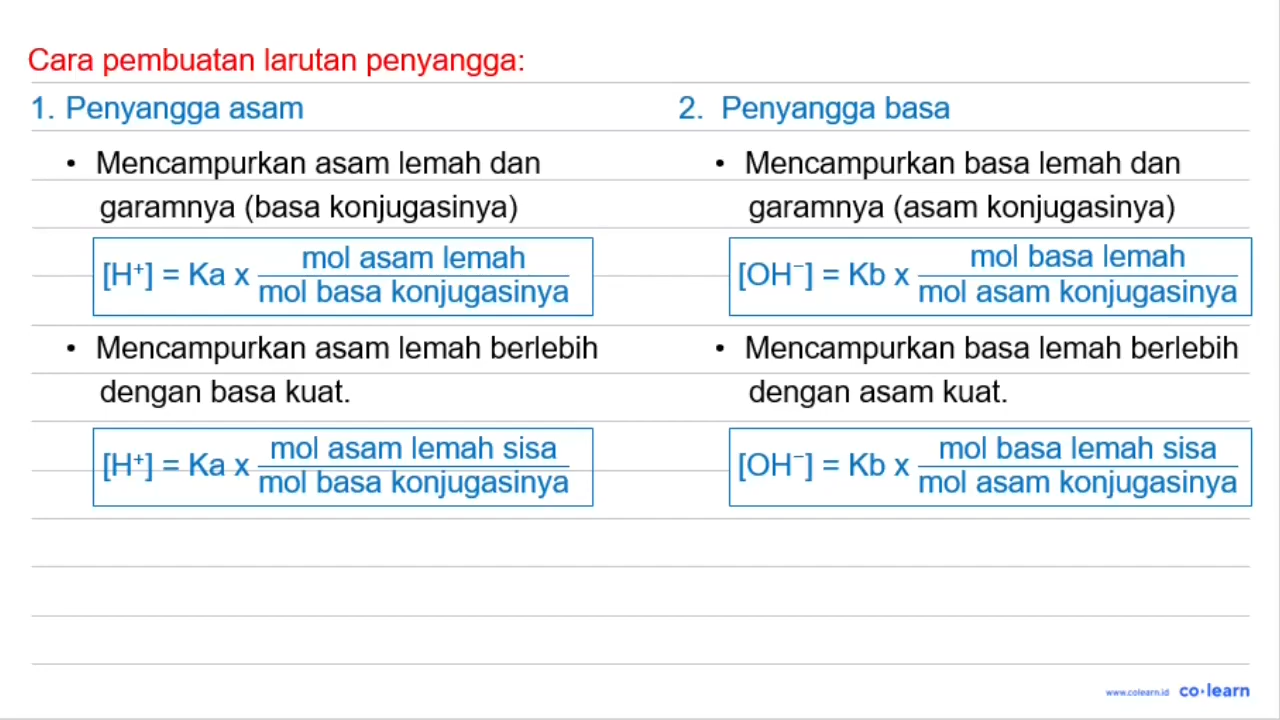 Cara pembuatan larutan penyangga:
1. Penyangga asam
• Mencampurkan asam lemah dan
garamnya (basa konjugasinya)
[H⁺] = Ka x mol asam lemah
mol basa konjugasinya
• Mencampurkan asam lemah berlebih
dengan basa kuat.
[H⁺] = Ka x mol asam lemah sisa
mol basa konjugasinya
2. Penyangga basa
• Mencampurkan basa lemah dan
garamnya (asam konjugasinya)
[OH⁻] = Kb x mol basa lemah
mol asam konjugasinya
• Mencampurkan basa lemah berlebih
dengan asam kuat.
[OH⁻] = Kb x mol basa lemah sisa
mol asam konjugasinya
www.colearn.id co·learn